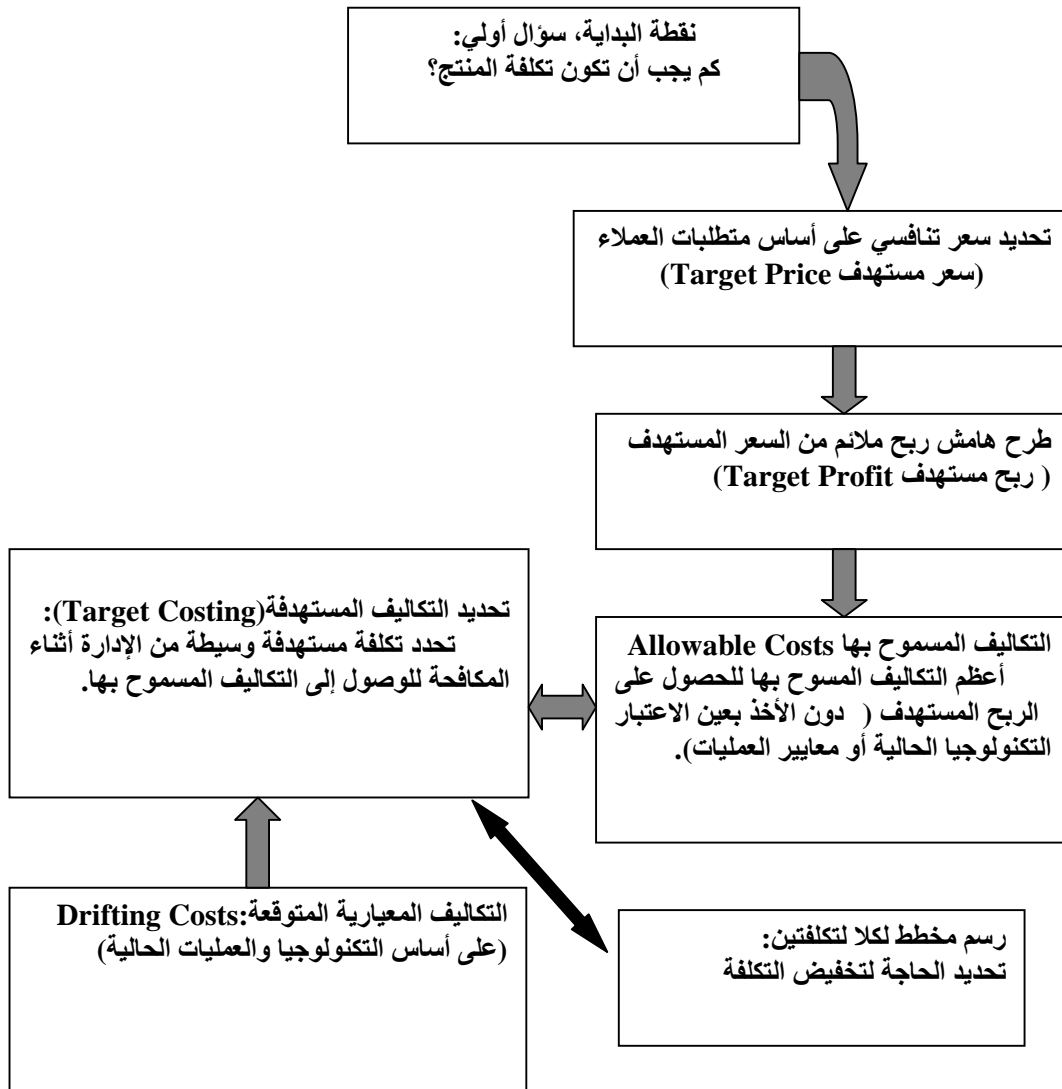 نقطة البداية، سؤال أولي:
كم يجب أن تكون تكلفة المنتج؟
تحديد سعر تنافسي على أساس متطلبات العملاء
(سعر مستهدف Target Price)
طرح هامش ربح ملائم من السعر المستهدف
( ربح مستهدف Target Profit)
التكاليف المسموح بها Allowable Costs
أعظم التكاليف المسوح بها للحصول على
الربح المستهدف ( دون الأخذ بعين الاعتبار
التكنولوجيا الحالية أو معايير العمليات).
تحديد التكاليف المستهدفة(Target Costing):
تحدد تكلفة مستهدفة وسيطة من الإدارة أثناء
المكافحة للوصول إلى التكاليف المسموح بها.
التكاليف المعيارية المتوقعة:Drifting Costs
(على أساس التكنولوجيا والعمليات الحالية)
رسم مخطط لكلا لتكلفتين:
تحديد الحاجة لتخفيض التكلفة